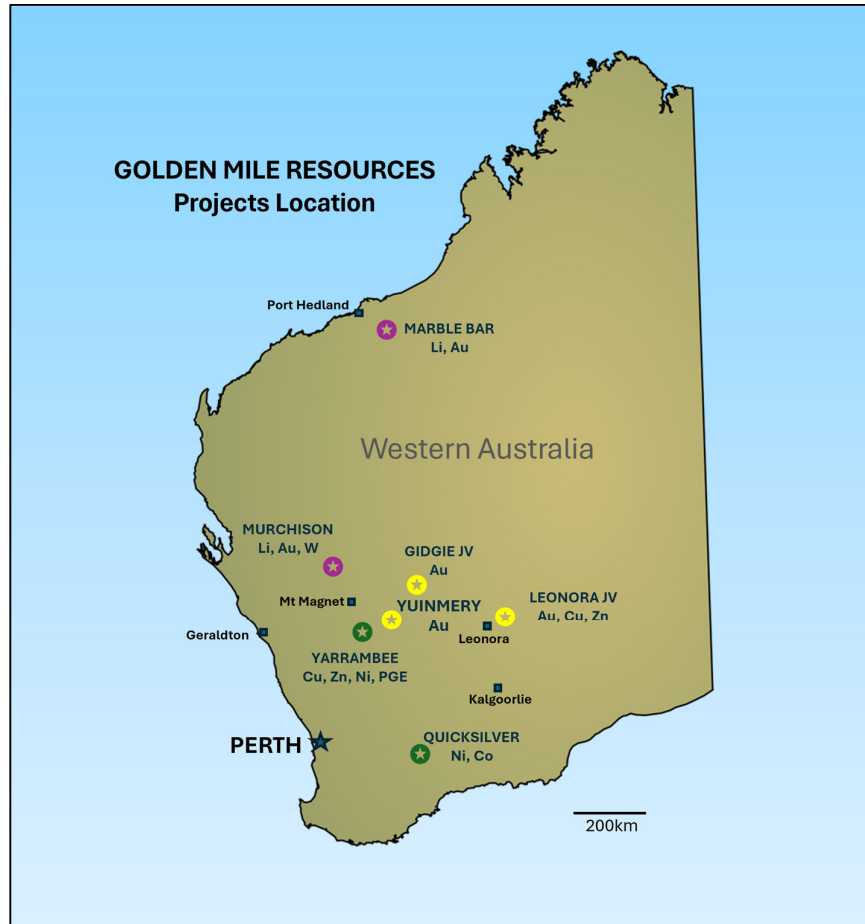 GOLDEN MILE RESOURCES
Projects Location
Port Hedland
MARBLE BAR
Li, Au
Western Australia
MURCHISON
Li, Au, W
GIDGIE JV
Au
Mt Magnet
YUINMERY
Au
LEONORA JV
Au, Cu, Zn
Geraldton
Leonora
YARRAMBEE
Cu, Zn, Ni, PGE
Kalgoorlie
PERTH
QUICKSILVER
Ni, Co
200km